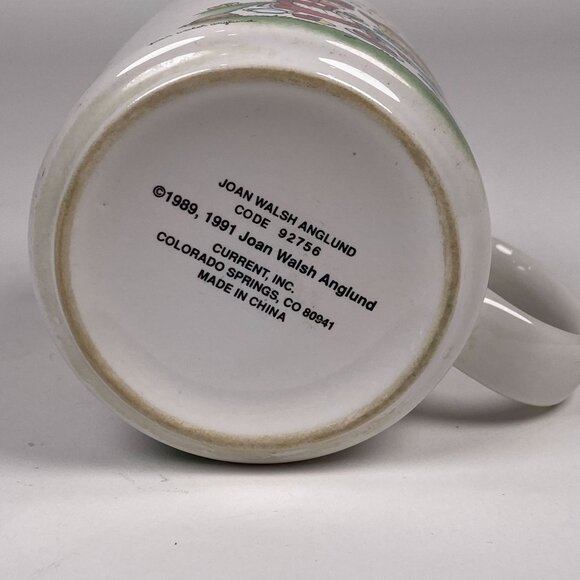 JOAN WALSH ANGLUND
CODE 92756
©1989, 1991 Joan Walsh Anglund
CURRENT, INC.
COLORADO SPRINGS, CO 80941
MADE IN CHINA